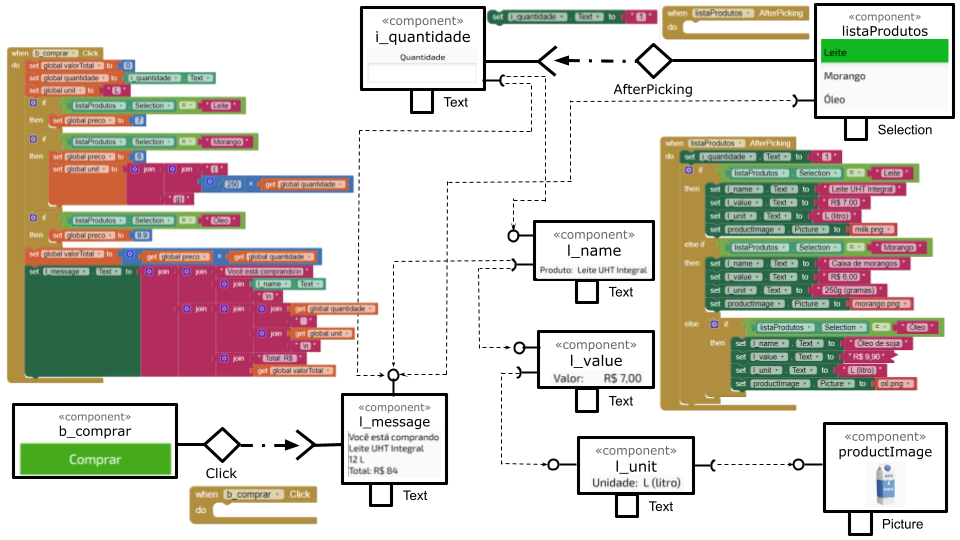 «component»
i_quantidade
Quantidade
Text
set i_quantidade . Text to " 1 "
when listaProdutos .AfterPicking
do
«component»
listaProdutos
Leite
Morango
Óleo
Selection
AfterPicking
when b_comprar .Click
do set global valorTotal to 0
set global quantidade to i_quantidade . Text
set global unit to " L "
if listaProdutos . Selection = " Leite "
then set global preco to 7
if listaProdutos . Selection = " Morango "
then set global preco to 6
set global unit to join join " ( "
250 × get global quantidade
" g) "
if listaProdutos . Selection = " Óleo "
then set global preco to 9.9
set global valorTotal to get global preco × get global quantidade
set l_message . Text to join join " Você está comprando\n "
join l_name . Text
" \n "
join join get global quantidade
" "
join get global unit
" \n "
join " Total: R$ "
get global valorTotal
when listaProdutos .AfterPicking
do set i_quantidade . Text to " 1 "
if listaProdutos . Selection = " Leite "
then set l_name . Text to " Leite UHT Integral "
set l_value . Text to " R$ 7,00 "
set l_unit . Text to " L (litro) "
set productImage . Picture to milk.png
else if listaProdutos . Selection = " Morango "
then set l_name . Text to " Caixa de morangos "
set l_value . Text to " R$ 6,00 "
set l_unit . Text to " 250g (gramas) "
set productImage . Picture to morango.png
else if listaProdutos . Selection = " Óleo "
then set l_name . Text to " Óleo de soja "
set l_value . Text to " R$ 9,90 "
set l_unit . Text to " L (litro) "
set productImage . Picture to oil.png
«component»
l_name
Produto: Leite UHT Integral
Text
«component»
l_value
Valor: R$ 7,00
Text
«component»
b_comprar
Comprar
Click
when b_comprar .Click
do
«component»
l_message
Você está comprando
Leite UHT Integral
12 L
Total: R$ 84
Text
«component»
l_unit
Unidade: L (litro)
Text
«component»
productImage
Picture